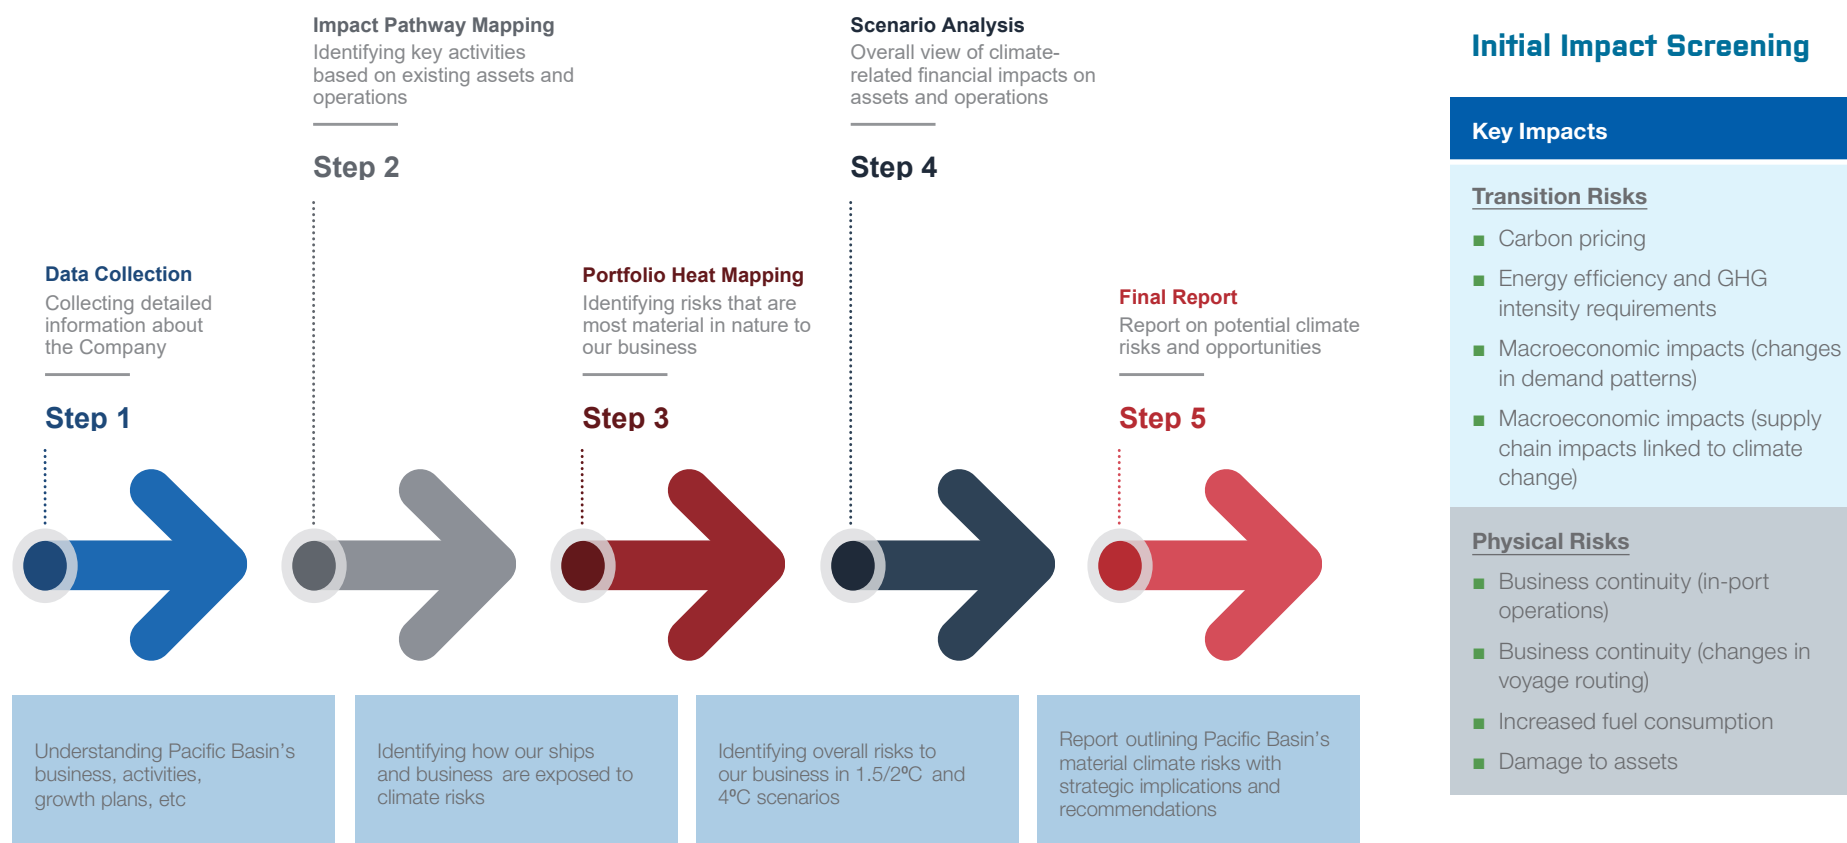 Impact Pathway Mapping
Identifying key activities
based on existing assets and
operations
Step 2
Scenario Analysis
Overall view of climate-
related financial impacts on
assets and operations
Step 4
Data Collection
Collecting detailed
information about
the Company
Step 1
Portfolio Heat Mapping
Identifying risks that are
most material in nature to
our business
Step 3
Final Report
Report on potential climate
risks and opportunities
Step 5
Understanding Pacific Basin's
business, activities,
growth plans, etc
Identifying how our ships
and business are exposed to
climate risks
Identifying overall risks to
our business in 1.5/2ºC and
4ºC scenarios
Report outlining Pacific Basin's
material climate risks with
strategic implications and
recommendations
Initial Impact Screening
Key Impacts
Transition Risks
■ Carbon pricing
■ Energy efficiency and GHG
intensity requirements
■ Macroeconomic impacts (changes
in demand patterns)
■ Macroeconomic impacts (supply
chain impacts linked to climate
change)
Physical Risks
■ Business continuity (in-port
operations)
■ Business continuity (changes in
voyage routing)
■ Increased fuel consumption
■ Damage to assets